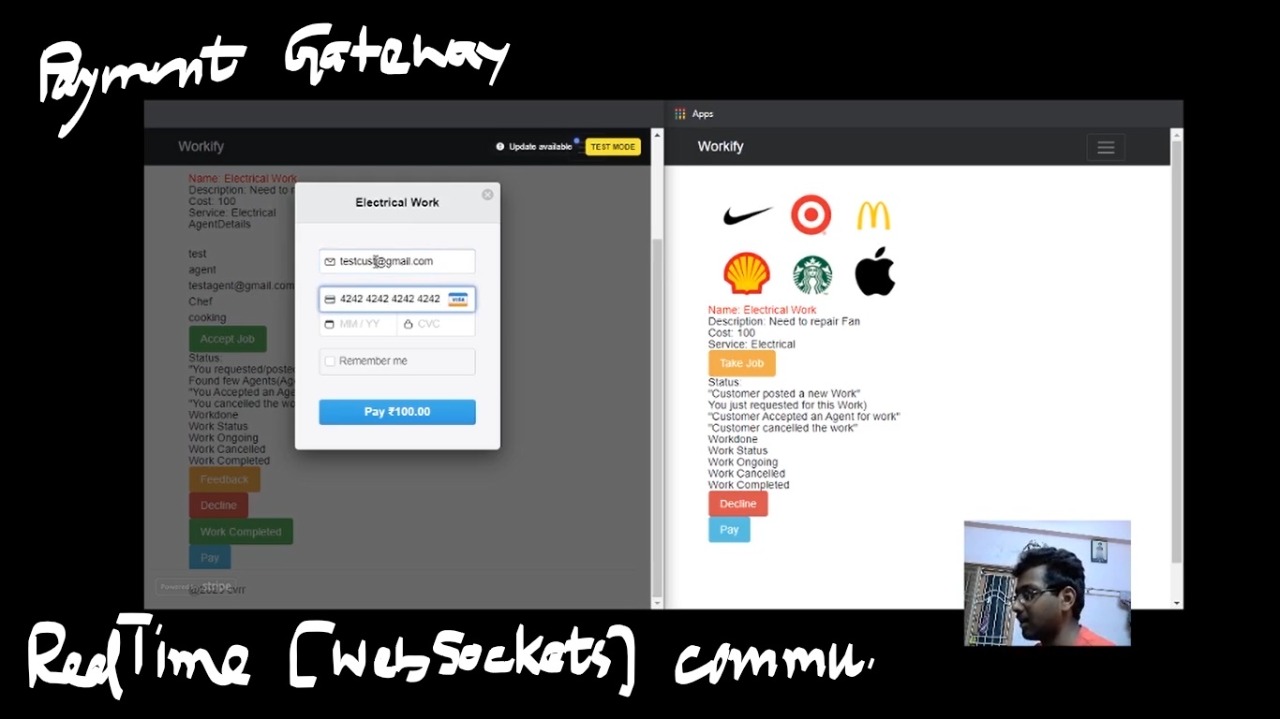 Payment Gateway
Apps
Workify
Update available
TEST MODE
Name: Electrical Work
Description: Need to r
Cost: 100
Service: Electrical
AgentDetails
test
agent
testagent@gmail.com
Chef
cooking
Accept Job
Status:
"You requested/poste
Found few Agents(Ag
"You Accepted an Age
"You cancelled the wo
Workdone
Work Status
Work Ongoing
Work Cancelled
Work Completed
Feedback
Decline
Work Completed
Pay
Powered by stripe
Electrical Work
testcust@gmail.com
4242 4242 4242 4242 VISA
MM / YY CVC
Remember me
Pay ₹100.00
Workify
Name: Electrical Work
Description: Need to repair Fan
Cost: 100
Service: Electrical
Take Job
Status
"Customer posted a new Work"
You just requested for this Work)
"Customer Accepted an Agent for work"
"Customer cancelled the work"
Workdone
Work Status
Work Ongoing
Work Cancelled
Work Completed
Decline
Pay
RealTime [WebSockets] commu.